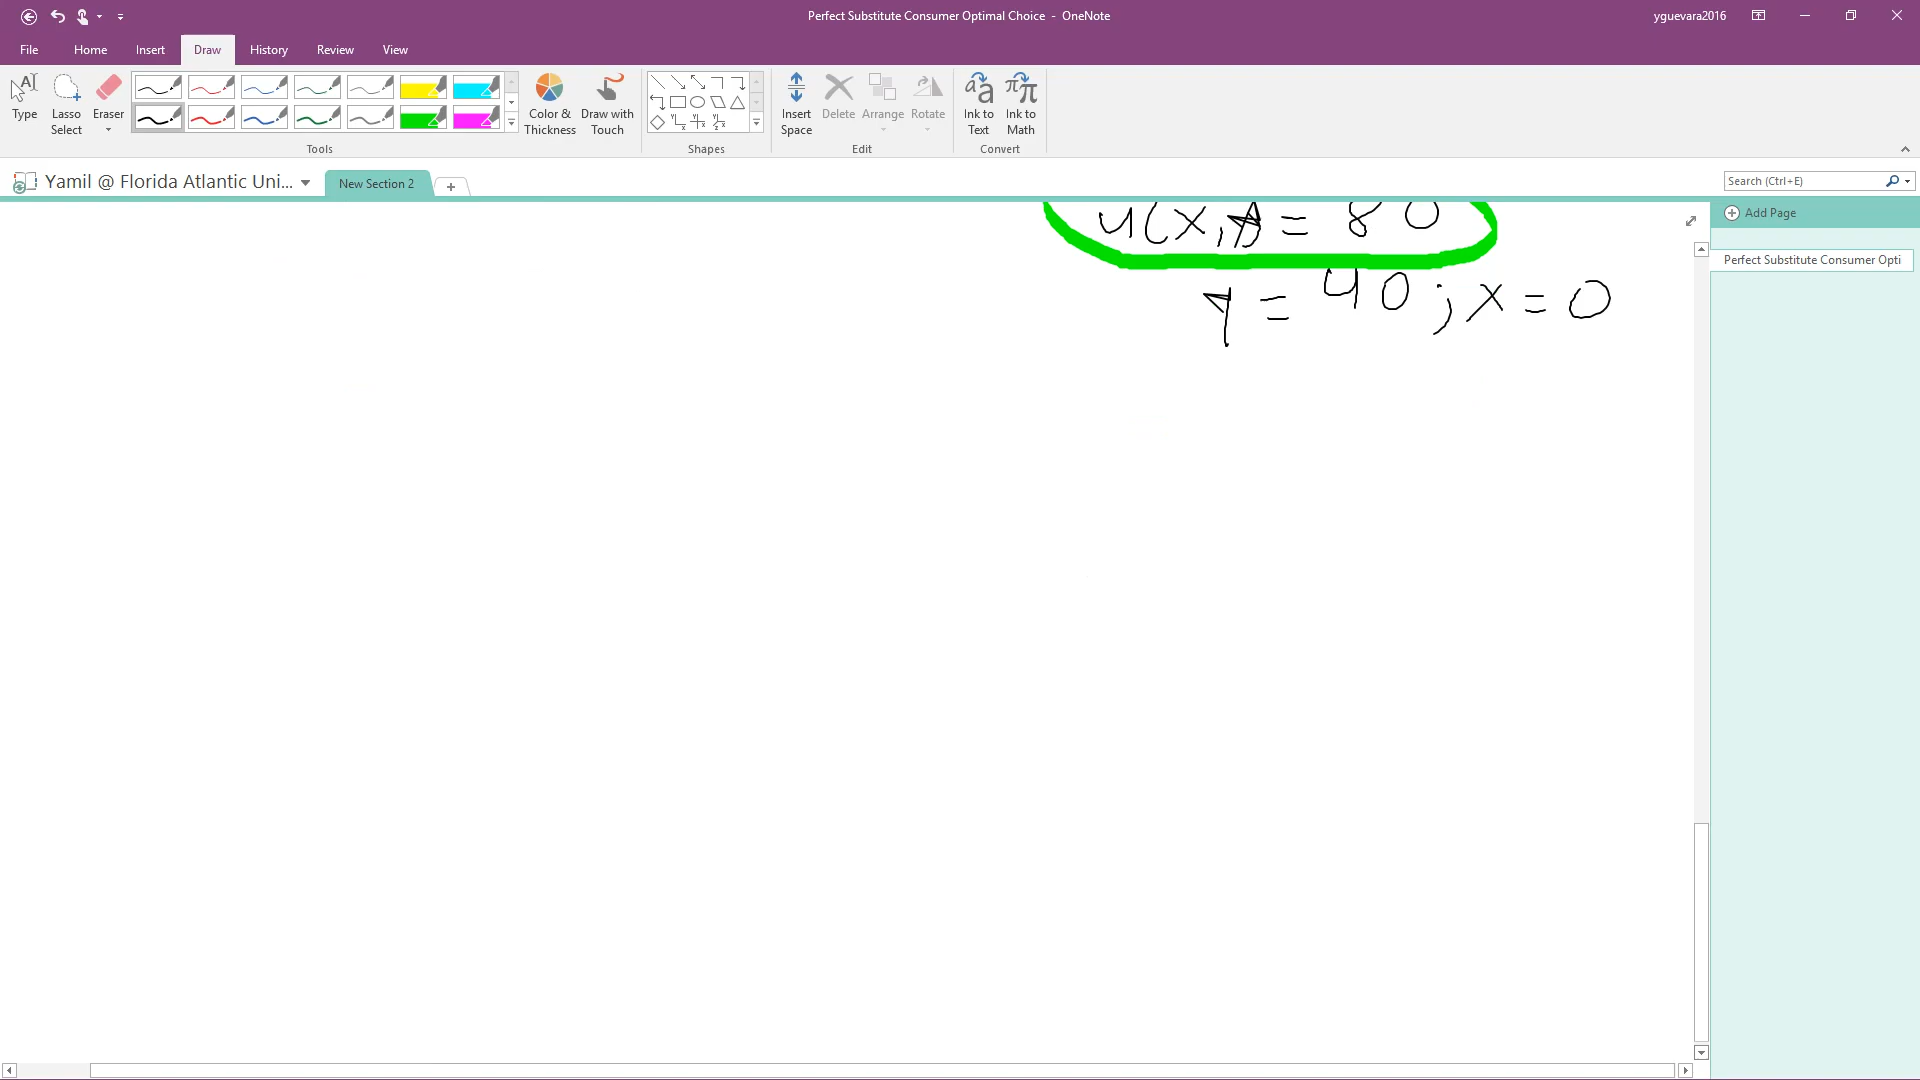 Perfect Substitute Consumer Optimal Choice - OneNote
yguevara2016
File Home Insert Draw History Review View
Type
Lasso Select
Eraser
Color & Thickness
Draw with Touch
Insert Space
Delete
Arrange
Rotate
Ink to Text
Ink to Math
Tools
Shapes
Edit
Convert
Yamil @ Florida Atlantic Uni...
New Section 2
Search (Ctrl+E)
Add Page
Perfect Substitute Consumer Opti
u(x,y) = 80
y = 40 ; x = 0